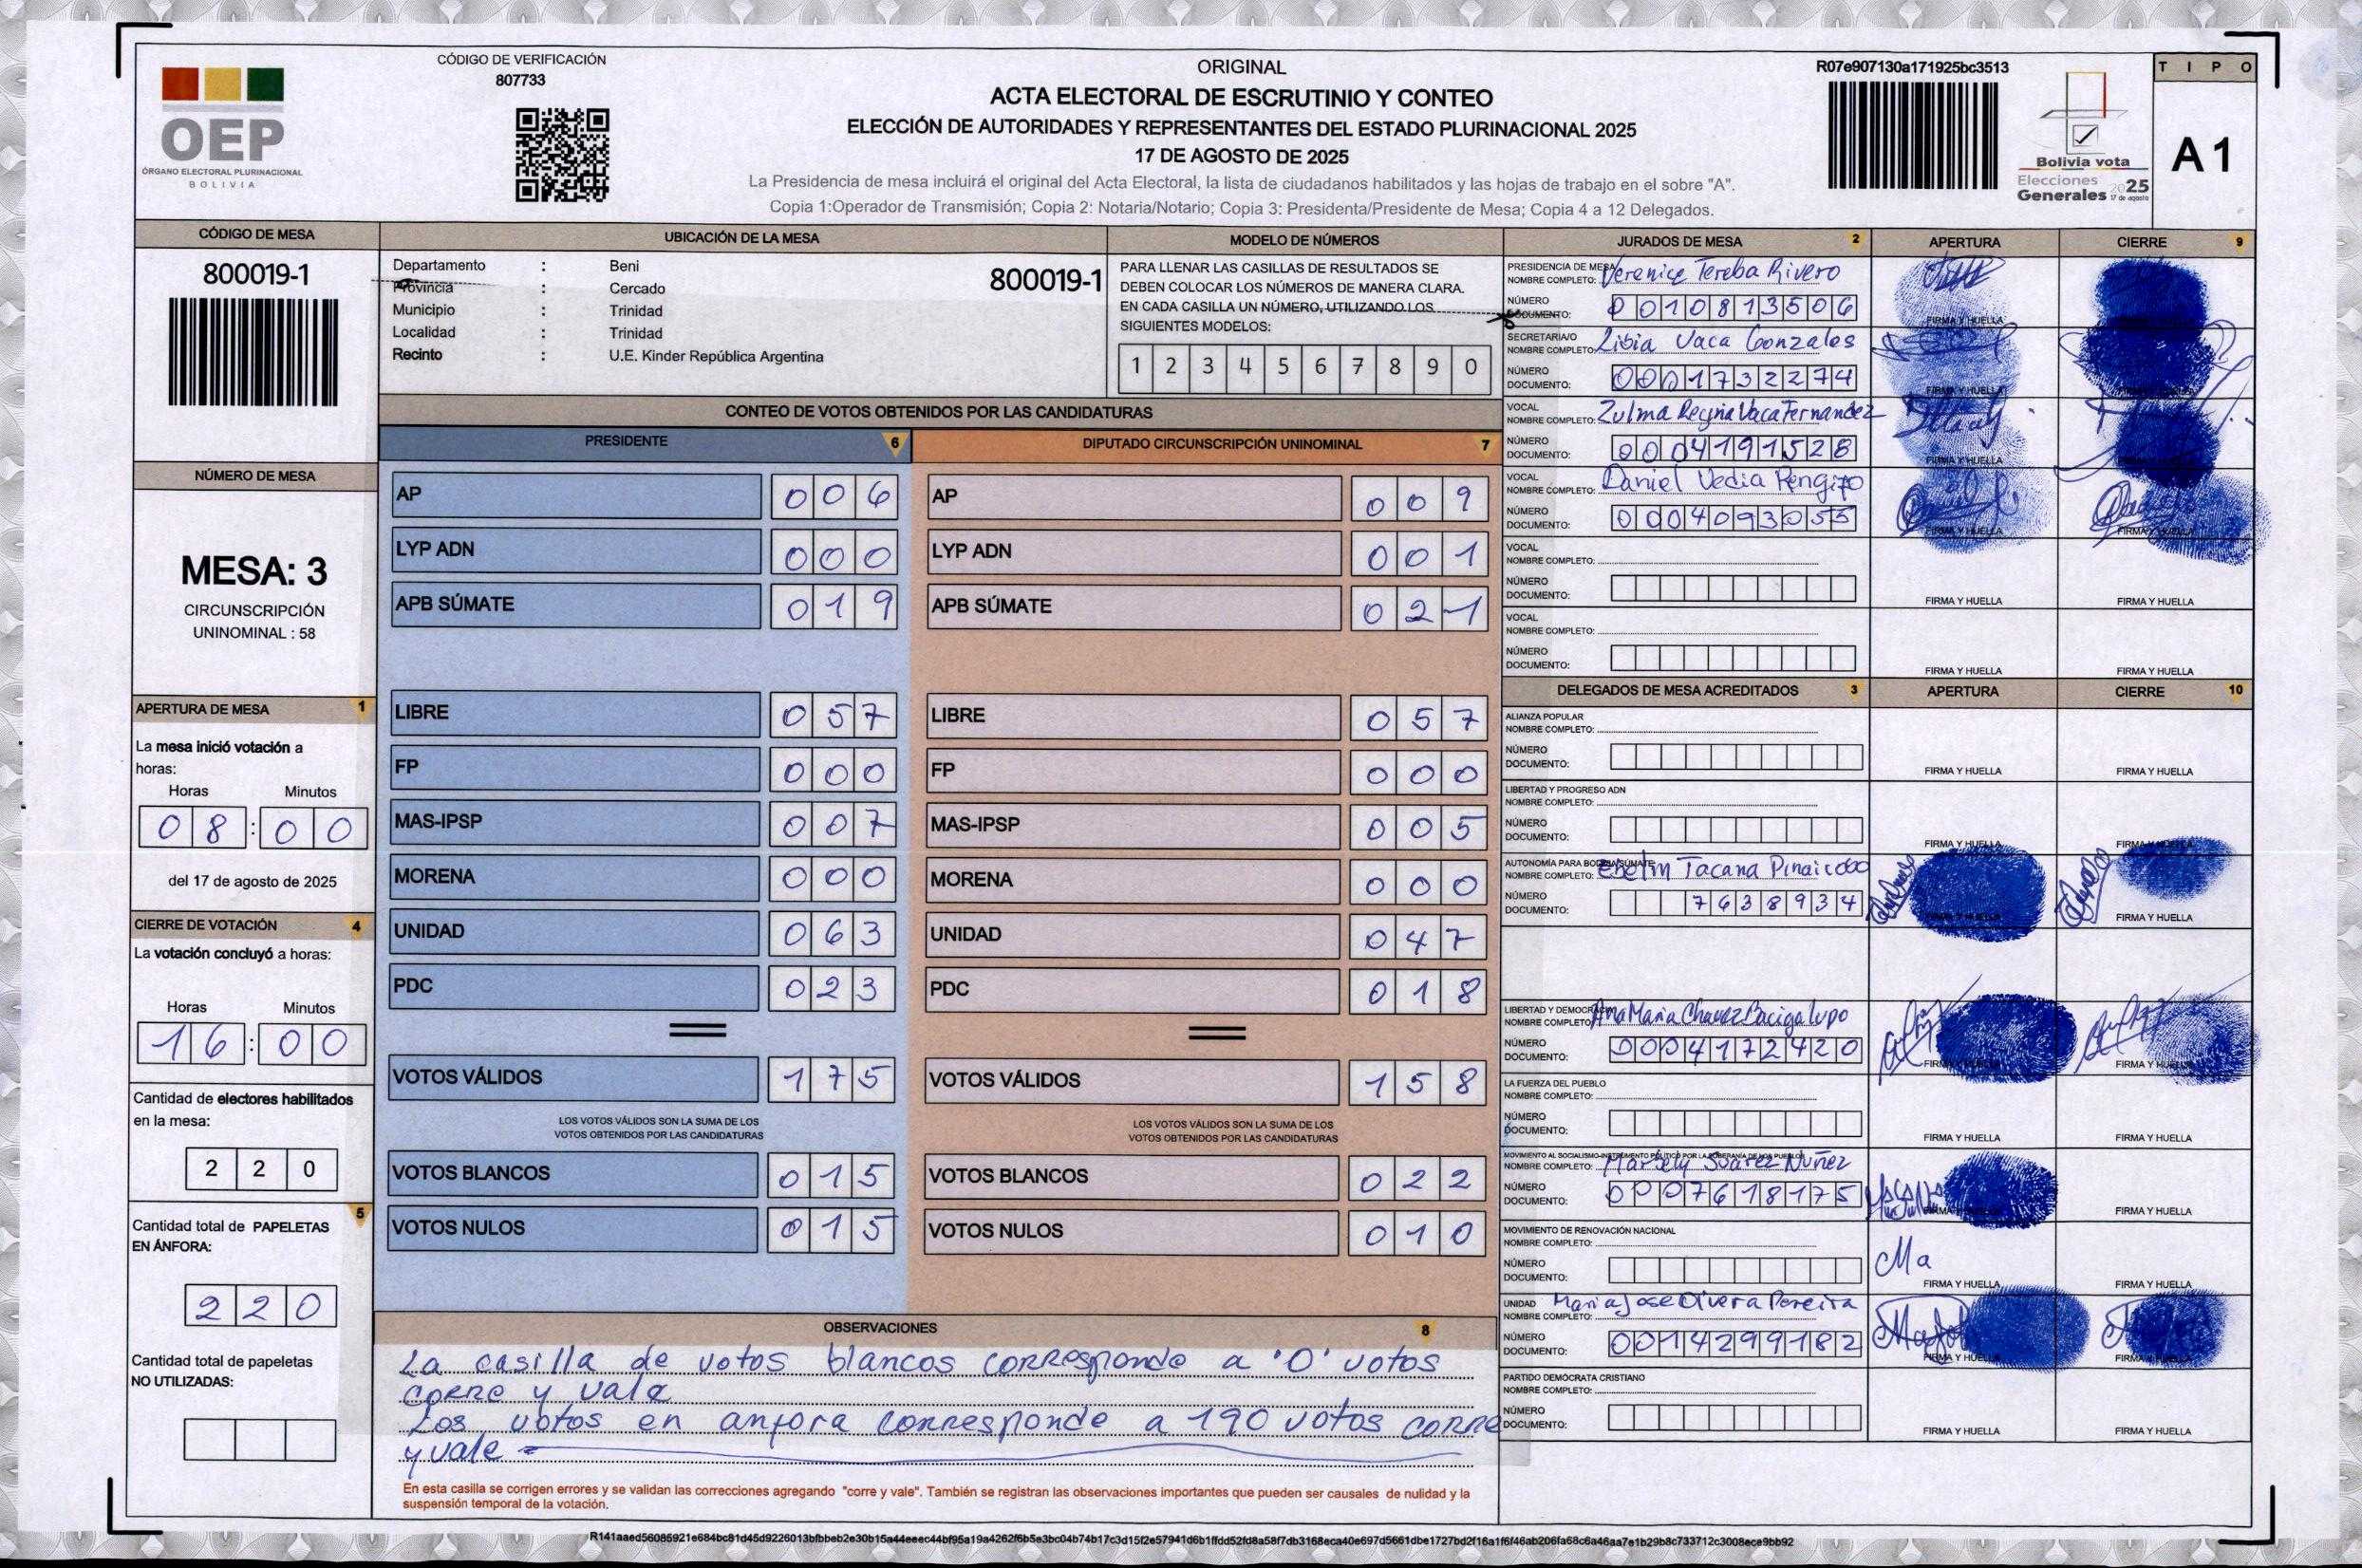 CÓDIGO DE VERIFICACIÓN
807733
OEP
ÓRGANO ELECTORAL PLURINACIONAL
BOLIVIA
ORIGINAL
ACTA ELECTORAL DE ESCRUTINIO Y CONTEO
ELECCIÓN DE AUTORIDADES Y REPRESENTANTES DEL ESTADO PLURINACIONAL 2025
17 DE AGOSTO DE 2025
La Presidencia de mesa incluirá el original del Acta Electoral, la lista de ciudadanos habilitados y las hojas de trabajo en el sobre "A".
Copia 1:Operador de Transmisión; Copia 2: Notaria/Notario; Copia 3: Presidenta/Presidente de Mesa; Copia 4 a 12 Delegados.
R07e907130a171925bc3513
Bolivia vota
Elecciones
Generales 2025
17 de agosto
TIPO
A 1
CÓDIGO DE MESA
800019-1
UBICACIÓN DE LA MESA
Departamento : Beni
Provincia : Cercado
Municipio : Trinidad
Localidad : Trinidad
Recinto : U.E. Kinder República Argentina
800019-1
MODELO DE NÚMEROS
PARA LLENAR LAS CASILLAS DE RESULTADOS SE
DEBEN COLOCAR LOS NÚMEROS DE MANERA CLARA.
EN CADA CASILLA UN NÚMERO, UTILIZANDO LOS
SIGUIENTES MODELOS:
1 2 3 4 5 6 7 8 9 0
NÚMERO DE MESA
MESA: 3
CIRCUNSCRIPCIÓN
UNINOMINAL : 58
APERTURA DE MESA 1
La mesa inició votación a
horas:
Horas Minutos
08:00
del 17 de agosto de 2025
CIERRE DE VOTACIÓN 4
La votación concluyó a horas:
Horas Minutos
16:00
Cantidad de electores habilitados
en la mesa:
220
5
Cantidad total de PAPELETAS
EN ÁNFORA:
220
Cantidad total de papeletas
NO UTILIZADAS:
CONTEO DE VOTOS OBTENIDOS POR LAS CANDIDATURAS
PRESIDENTE 6
AP 006
LYP ADN 000
APB SÚMATE 019
LIBRE 057
FP 000
MAS-IPSP 007
MORENA 000
UNIDAD 063
PDC 023
VOTOS VÁLIDOS 175
LOS VOTOS VÁLIDOS SON LA SUMA DE LOS
VOTOS OBTENIDOS POR LAS CANDIDATURAS
VOTOS BLANCOS 015
VOTOS NULOS 015
DIPUTADO CIRCUNSCRIPCIÓN UNINOMINAL 7
AP 009
LYP ADN 001
APB SÚMATE 021
LIBRE 057
FP 000
MAS-IPSP 005
MORENA 000
UNIDAD 047
PDC 018
VOTOS VÁLIDOS 158
LOS VOTOS VÁLIDOS SON LA SUMA DE LOS
VOTOS OBTENIDOS POR LAS CANDIDATURAS
VOTOS BLANCOS 022
VOTOS NULOS 010
OBSERVACIONES 8
La casilla de votos blancos corresponde a '0' votos
corre y vale
Los votos en anfora corresponde a 190 votos corre
y vale
En esta casilla se corrigen errores y se validan las correcciones agregando "corre y vale". También se registran las observaciones importantes que pueden ser causales de nulidad y la
suspensión temporal de la votación.
JURADOS DE MESA 2 APERTURA CIERRE 9
PRESIDENCIA DE MESA
NOMBRE COMPLETO: Verenice Tereba Rivero
NÚMERO
DOCUMENTO: 0010813506
FIRMA Y HUELLA
SECRETARIA/O
NOMBRE COMPLETO: Libia Vaca Gonzales
NÚMERO
DOCUMENTO: 0001732274
FIRMA Y HUELLA
VOCAL
NOMBRE COMPLETO: Zulma Regina Vaca Fernandez
NÚMERO
DOCUMENTO: 0004191528
FIRMA Y HUELLA
VOCAL
NOMBRE COMPLETO: Daniel Vedia Rengifo
NÚMERO
DOCUMENTO: 0004093055
FIRMA Y HUELLA FIRMA Y HUELLA
VOCAL
NOMBRE COMPLETO:
NÚMERO
DOCUMENTO:
FIRMA Y HUELLA FIRMA Y HUELLA
VOCAL
NOMBRE COMPLETO:
NÚMERO
DOCUMENTO:
FIRMA Y HUELLA FIRMA Y HUELLA
DELEGADOS DE MESA ACREDITADOS 3 APERTURA CIERRE 10
ALIANZA POPULAR
NOMBRE COMPLETO:
NÚMERO
DOCUMENTO:
FIRMA Y HUELLA FIRMA Y HUELLA
LIBERTAD Y PROGRESO ADN
NOMBRE COMPLETO:
NÚMERO
DOCUMENTO:
FIRMA Y HUELLA FIRMA Y HUELLA
AUTONOMÍA PARA BOLIVIA SÚMATE
NOMBRE COMPLETO: Tacana
NÚMERO
DOCUMENTO: 7638934
FIRMA Y HUELLA FIRMA Y HUELLA
LIBERTAD Y DEMOCRACIA
NOMBRE COMPLETO: Ana Maria Chavez Bacigalupo
NÚMERO
DOCUMENTO: 0004172420
FIRMA Y HUELLA FIRMA Y HUELLA
LA FUERZA DEL PUEBLO
NOMBRE COMPLETO:
NÚMERO
DOCUMENTO:
FIRMA Y HUELLA FIRMA Y HUELLA
MOVIMIENTO AL SOCIALISMO-INSTRUMENTO POLÍTICO POR LA SOBERANÍA DE LOS PUEBLOS
NOMBRE COMPLETO: Marbely Suarez Nuñez
NÚMERO
DOCUMENTO: 0007618175
FIRMA Y HUELLA FIRMA Y HUELLA
MOVIMIENTO DE RENOVACIÓN NACIONAL
NOMBRE COMPLETO:
NÚMERO
DOCUMENTO:
Ma
FIRMA Y HUELLA FIRMA Y HUELLA
UNIDAD
NOMBRE COMPLETO: Maria Jose Olvera Pereira
NÚMERO
DOCUMENTO: 0014299182
FIRMA Y HUELLA FIRMA Y HUELLA
PARTIDO DEMÓCRATA CRISTIANO
NOMBRE COMPLETO:
NÚMERO
DOCUMENTO:
FIRMA Y HUELLA FIRMA Y HUELLA